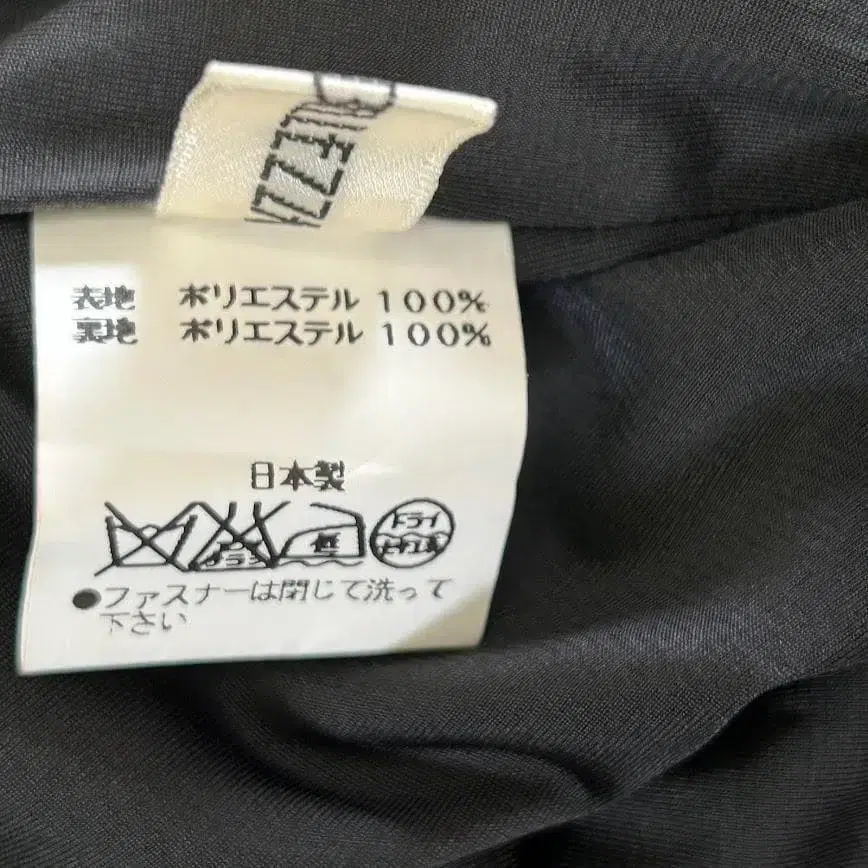 表地 ポリエステル 100%
裏地 ポリエステル 100%
日本製
低 ドライ
●ファスナーは閉じて洗って
下さい